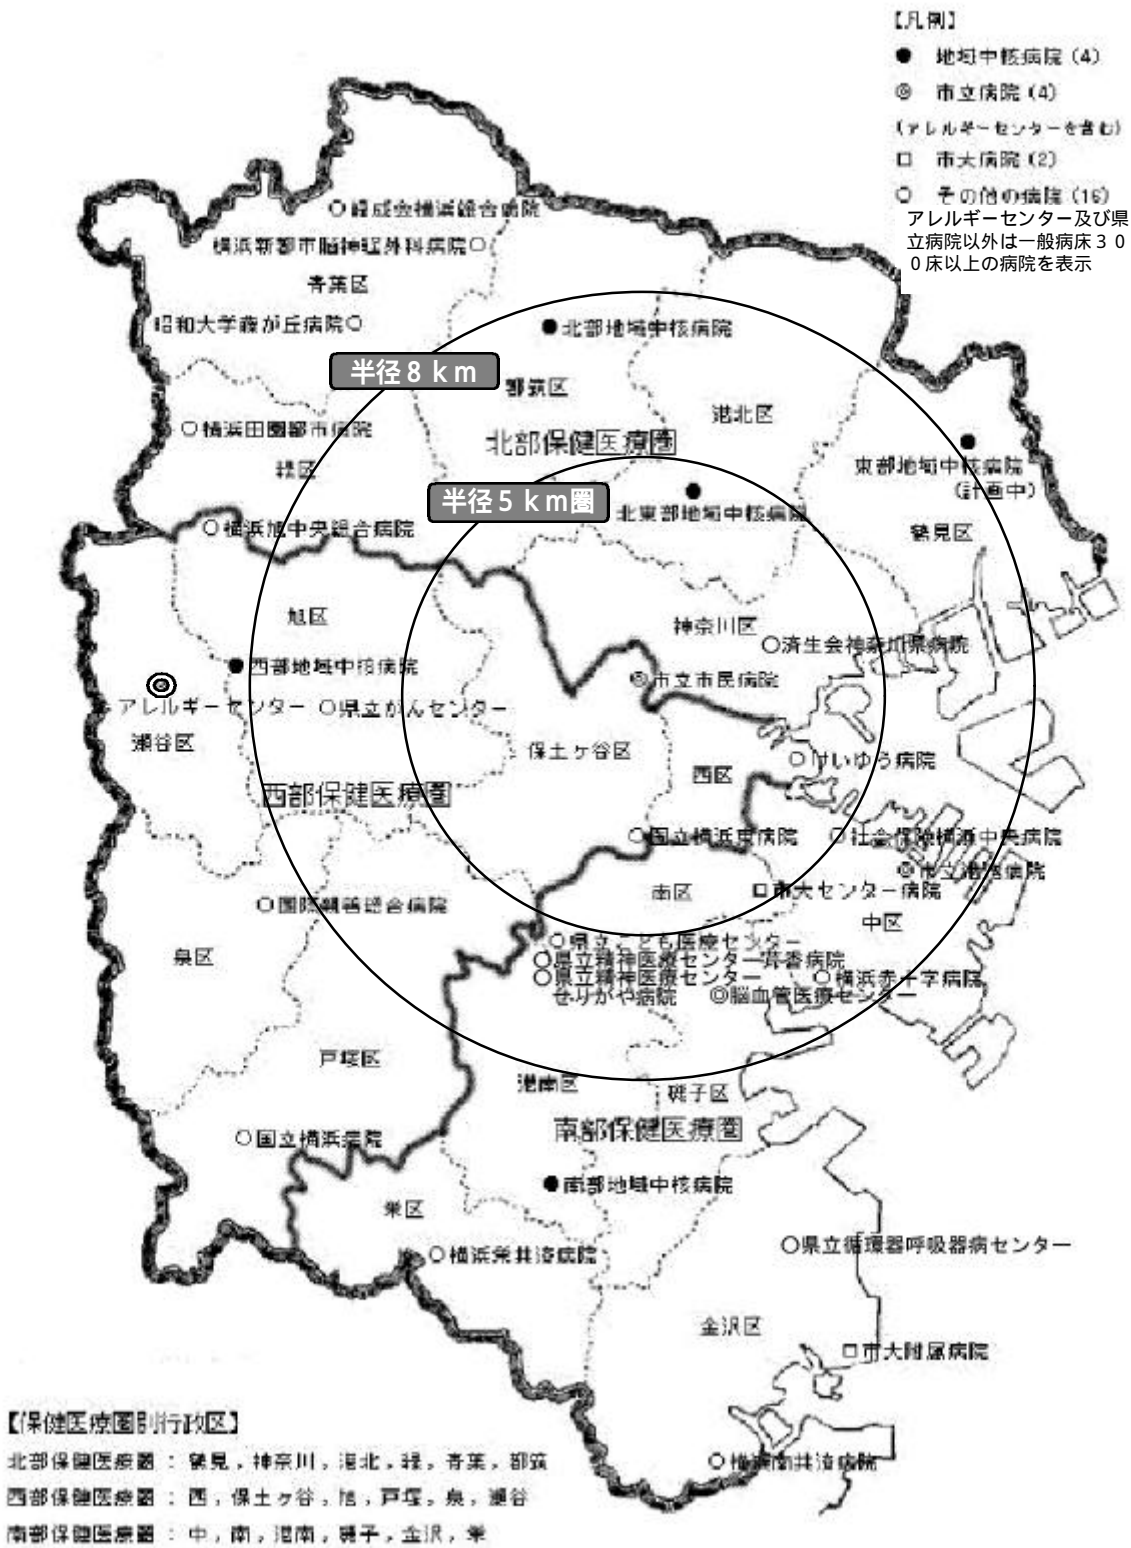 【凡例】
● 地域中核病院 (4)
◎ 市立病院 (4)
(アレルギーセンターを含む)
□ 市大病院 (2)
○ その他の病院 (16)
アレルギーセンター及び県
立病院以外は一般病床３０
０床以上の病院を表示
○緑成会横浜総合病院
横浜新都市脳神経外科病院○
青葉区
昭和大学藤が丘病院○
●北部地域中核病院
半径８ｋｍ
都筑区
港北区
○横浜田園都市病院
北部保健医療圏
緑区
東部地域中核病院
(計画中)
半径５ｋｍ圏
北東部地域中核病院
○横浜旭中央総合病院
鶴見区
旭区
神奈川区
○済生会神奈川県病院
●西部地域中核病院
◎市立市民病院
アレルギーセンター
○県立がんセンター
瀬谷区
保土ヶ谷区
○けいゆう病院
西区
西部保健医療圏
○国立横浜東病院
○社会保険横浜中央病院
◎市立港湾病院
南区
□市大センター病院
○国際親善総合病院
中区
泉区
○県立こども医療センター
○県立精神医療センター芹香病院
○県立精神医療センター
せりがや病院
○横浜赤十字病院
◎脳血管医療センター
戸塚区
港南区
磯子区
南部保健医療圏
○国立横浜病院
●南部地域中核病院
栄区
○県立循環器呼吸器病センター
○横浜栄共済病院
金沢区
□市大附属病院
○横浜南共済病院
【保健医療圏別行政区】
北部保健医療圏 : 鶴見, 神奈川, 港北, 緑, 青葉, 都筑
西部保健医療圏 : 西, 保土ヶ谷, 旭, 戸塚, 泉, 瀬谷
南部保健医療圏 : 中, 南, 港南, 磯子, 金沢, 栄